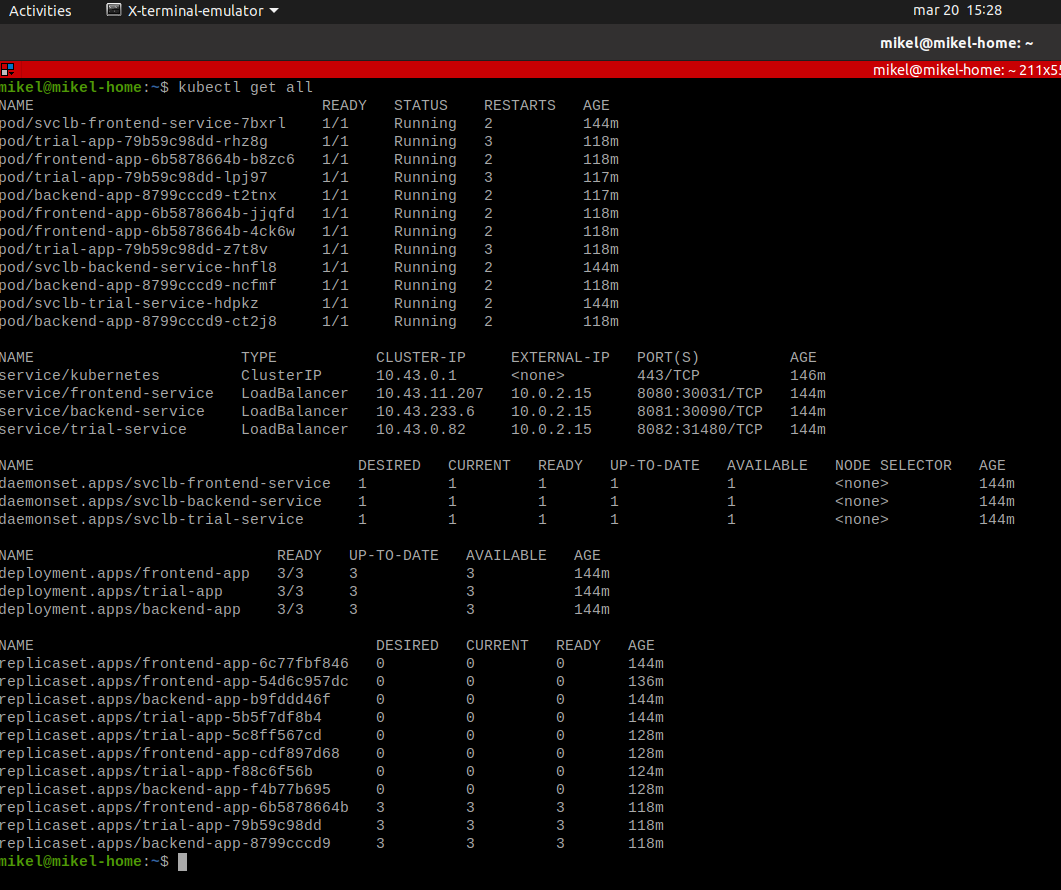 Activities X-terminal-emulator mar 20 15:28
mikel@mikel-home: ~
mikel@mikel-home: ~ 211x55
mikel@mikel-home:~$ kubectl get all
NAME READY STATUS RESTARTS AGE
pod/svclb-frontend-service-7bxrl 1/1 Running 2 144m
pod/trial-app-79b59c98dd-rhz8g 1/1 Running 3 118m
pod/frontend-app-6b5878664b-b8zc6 1/1 Running 2 118m
pod/trial-app-79b59c98dd-lpj97 1/1 Running 3 117m
pod/backend-app-8799cccd9-t2tnx 1/1 Running 2 117m
pod/frontend-app-6b5878664b-jjqfd 1/1 Running 2 118m
pod/frontend-app-6b5878664b-4ck6w 1/1 Running 2 118m
pod/trial-app-79b59c98dd-z7t8v 1/1 Running 3 118m
pod/svclb-backend-service-hnfl8 1/1 Running 2 144m
pod/backend-app-8799cccd9-ncfmf 1/1 Running 2 118m
pod/svclb-trial-service-hdpkz 1/1 Running 2 144m
pod/backend-app-8799cccd9-ct2j8 1/1 Running 2 118m
NAME TYPE CLUSTER-IP EXTERNAL-IP PORT(S) AGE
service/kubernetes ClusterIP 10.43.0.1 <none> 443/TCP 146m
service/frontend-service LoadBalancer 10.43.11.207 10.0.2.15 8080:30031/TCP 144m
service/backend-service LoadBalancer 10.43.233.6 10.0.2.15 8081:30090/TCP 144m
service/trial-service LoadBalancer 10.43.0.82 10.0.2.15 8082:31480/TCP 144m
NAME DESIRED CURRENT READY UP-TO-DATE AVAILABLE NODE SELECTOR AGE
daemonset.apps/svclb-frontend-service 1 1 1 1 1 <none> 144m
daemonset.apps/svclb-backend-service 1 1 1 1 1 <none> 144m
daemonset.apps/svclb-trial-service 1 1 1 1 1 <none> 144m
NAME READY UP-TO-DATE AVAILABLE AGE
deployment.apps/frontend-app 3/3 3 3 144m
deployment.apps/trial-app 3/3 3 3 144m
deployment.apps/backend-app 3/3 3 3 144m
NAME DESIRED CURRENT READY AGE
replicaset.apps/frontend-app-6c77fbf846 0 0 0 144m
replicaset.apps/frontend-app-54d6c957dc 0 0 0 136m
replicaset.apps/backend-app-b9fddd46f 0 0 0 144m
replicaset.apps/trial-app-5b5f7df8b4 0 0 0 144m
replicaset.apps/trial-app-5c8ff567cd 0 0 0 128m
replicaset.apps/frontend-app-cdf897d68 0 0 0 128m
replicaset.apps/trial-app-f88c6f56b 0 0 0 124m
replicaset.apps/backend-app-f4b77b695 0 0 0 128m
replicaset.apps/frontend-app-6b5878664b 3 3 3 118m
replicaset.apps/trial-app-79b59c98dd 3 3 3 118m
replicaset.apps/backend-app-8799cccd9 3 3 3 118m
mikel@mikel-home:~$